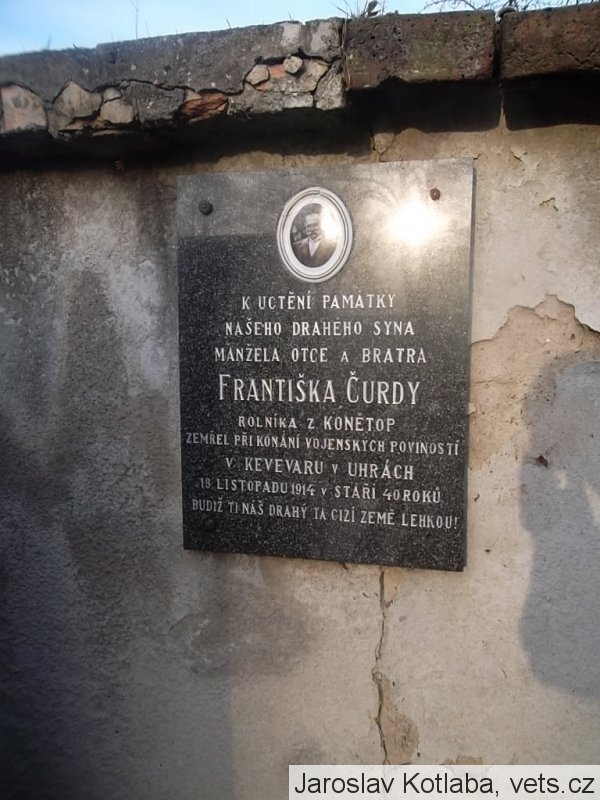 K UCTĚNÍ PAMÁTKY
NAŠEHO DRAHÉHO SYNA
MANŽELA OTCE A BRATRA
FRANTIŠKA ČURDY
ROLNÍKA Z KONĚTOP
ZEMŘEL PŘI KONÁNÍ VOJENSKÝCH POVINOSTÍ
V KEVEVARU V UHRÁCH
18. LISTOPADU 1914 V STÁŘÍ 40 ROKŮ
BUDIŽ TI NÁŠ DRAHÝ TA CIZÍ ZEMĚ LEHKOU!
Jaroslav Kotlaba, vets.cz